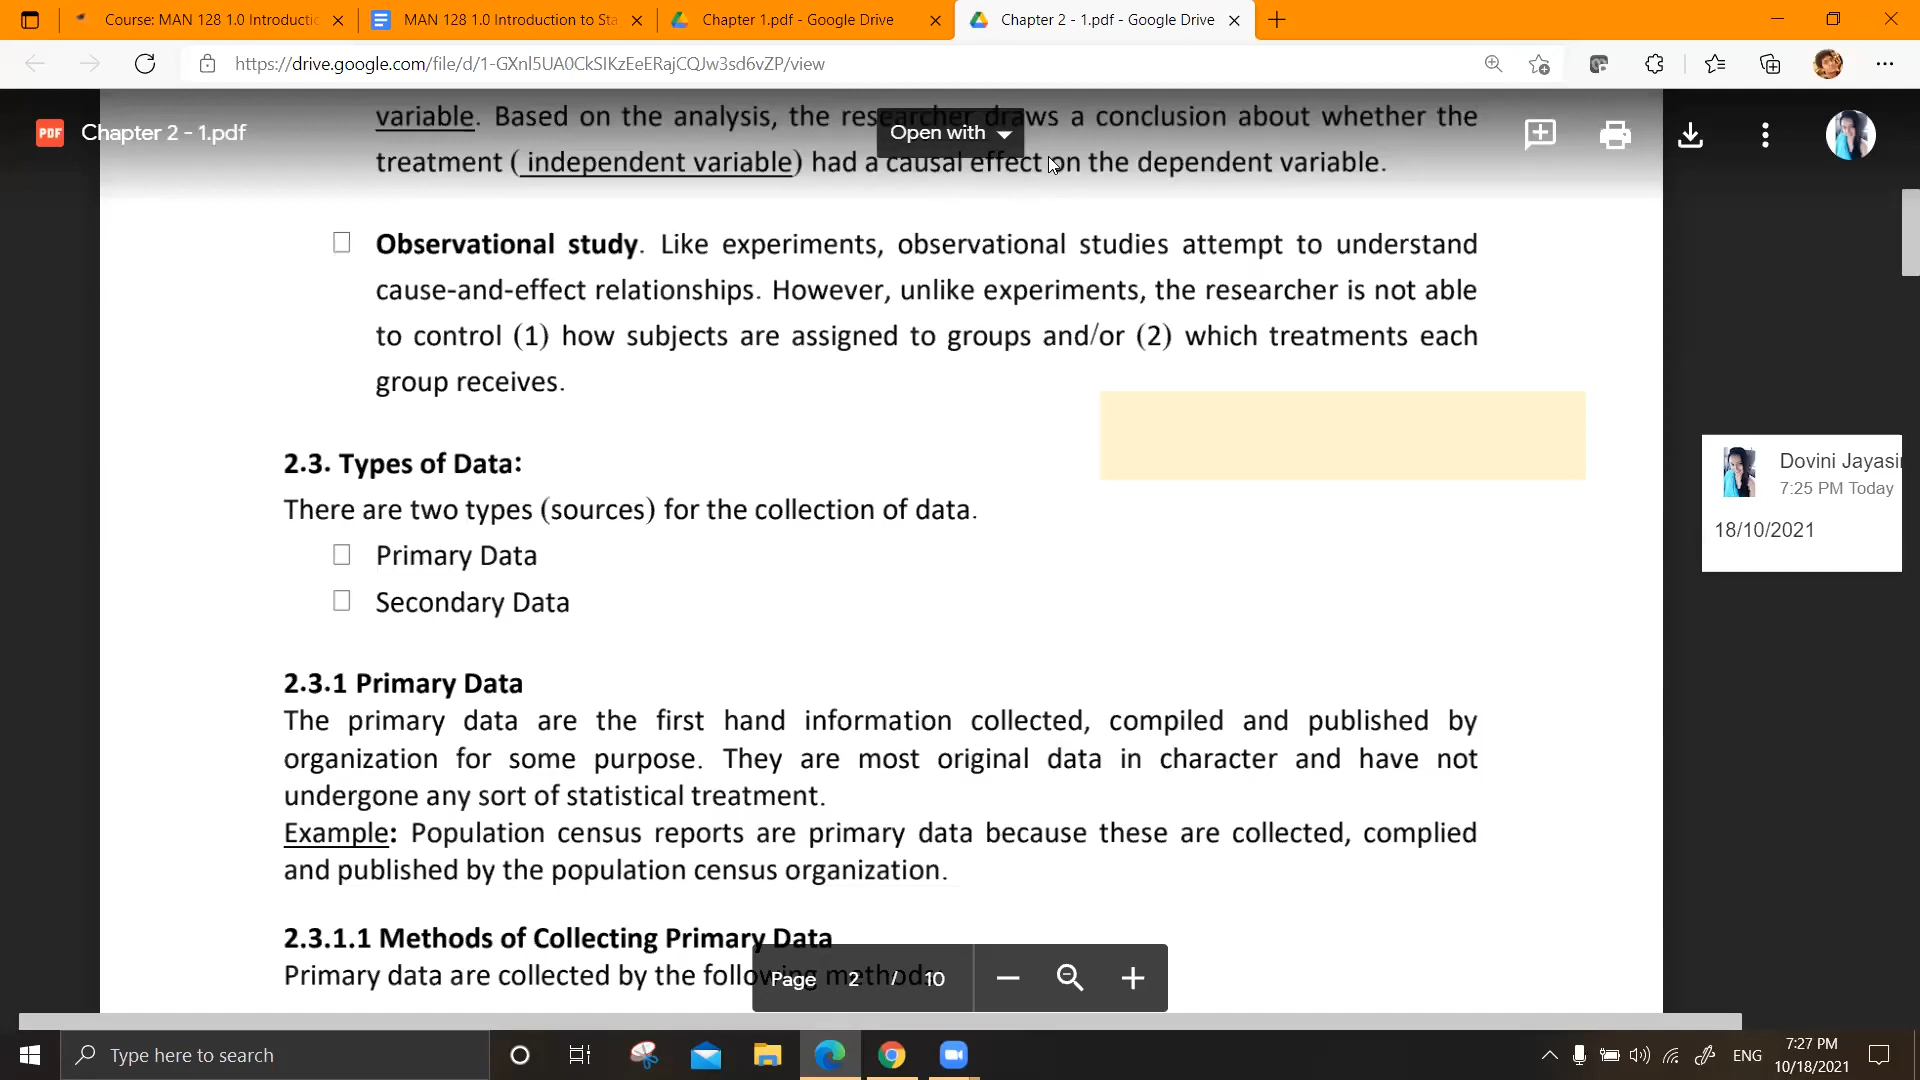 Course: MAN 128 1.0 Introductic
MAN 128 1.0 Introduction to Sta
Chapter 1.pdf - Google Drive
Chapter 2 - 1.pdf - Google Drive
https://drive.google.com/file/d/1-GXnl5UA0CkSIKzEeERajCQJw3sd6vZP/view
PDF Chapter 2 - 1.pdf
Open with
variable. Based on the analysis, the researcher draws a conclusion about whether the
treatment ( independent variable) had a causal effect on the dependent variable.
Observational study. Like experiments, observational studies attempt to understand
cause-and-effect relationships. However, unlike experiments, the researcher is not able
to control (1) how subjects are assigned to groups and/or (2) which treatments each
group receives.
2.3. Types of Data:
There are two types (sources) for the collection of data.
Primary Data
Secondary Data
2.3.1 Primary Data
The primary data are the first hand information collected, compiled and published by
organization for some purpose. They are most original data in character and have not
undergone any sort of statistical treatment.
Example: Population census reports are primary data because these are collected, complied
and published by the population census organization.
2.3.1.1 Methods of Collecting Primary Data
Primary data are collected by the following methods:
Dovini Jayasi
7:25 PM Today
18/10/2021
Page 2 / 10
Type here to search
ENG
7:27 PM
10/18/2021